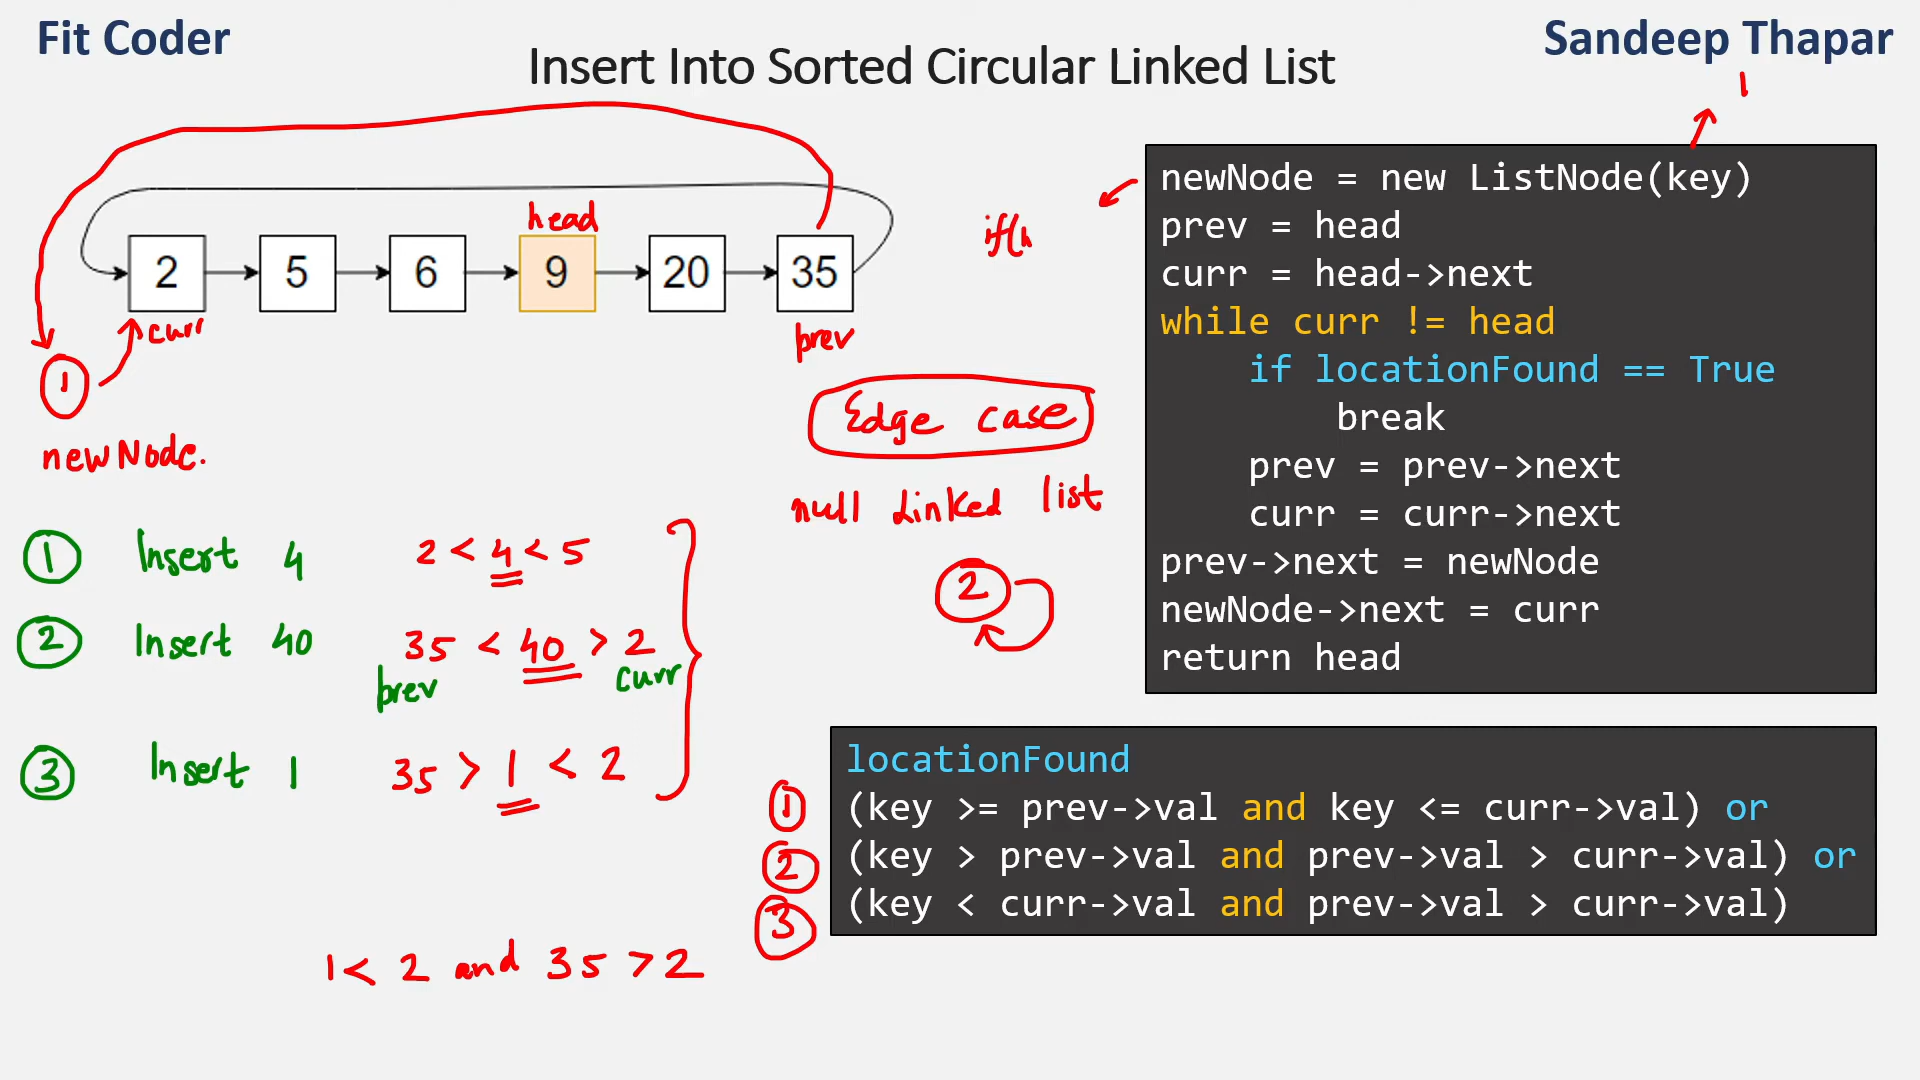 Fit Coder
Sandeep Thapar
Insert Into Sorted Circular Linked List
1
head
2 5 6 9 20 35
curr
prev
1
newNode.
if(h
newNode = new ListNode(key)
prev = head
curr = head->next
while curr != head
if locationFound == True
break
prev = prev->next
curr = curr->next
prev->next = newNode
newNode->next = curr
return head
Edge case
null Linked list
2
1 Insert 4 2 < 4 < 5
2 Insert 40 35 < 40 > 2
prev curr
3 Insert 1 35 > 1 < 2
locationFound
1 (key >= prev->val and key <= curr->val) or
2 (key > prev->val and prev->val > curr->val) or
3 (key < curr->val and prev->val > curr->val)
1 < 2 and 35 > 2